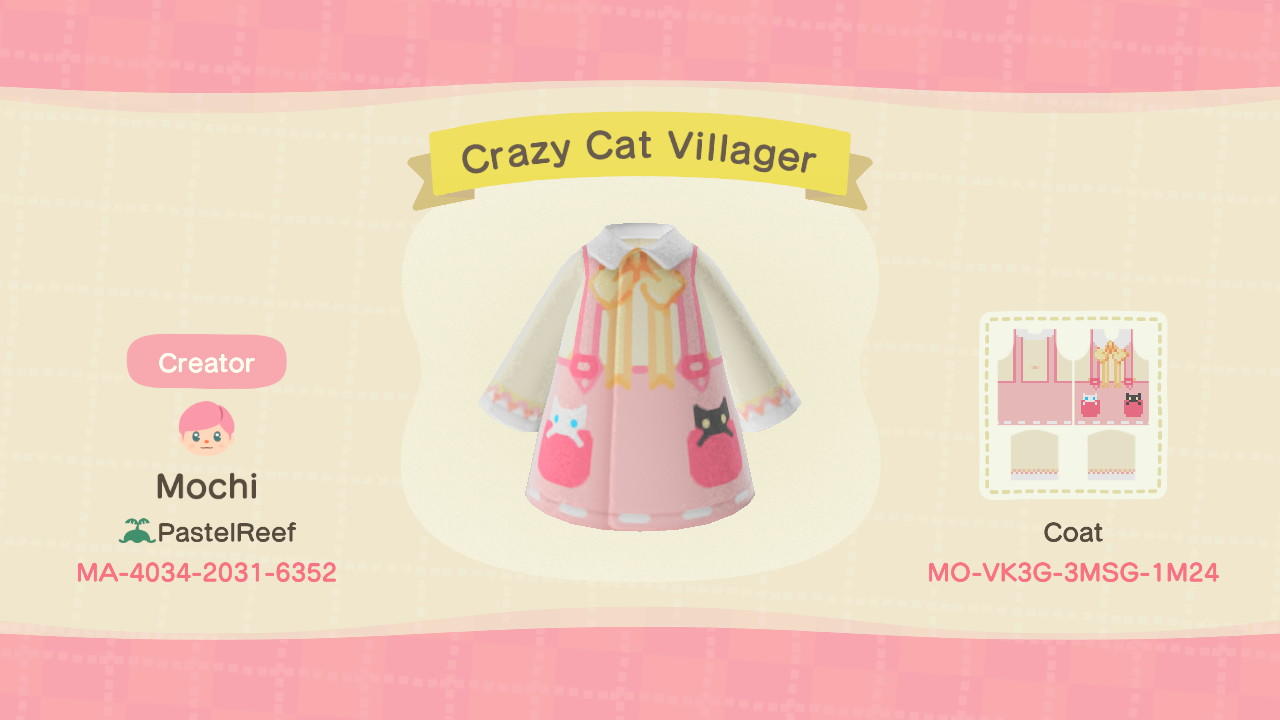 Crazy Cat Villager
Creator
Mochi
PastelReef
MA-4034-2031-6352
Coat
MO-VK3G-3MSG-1M24